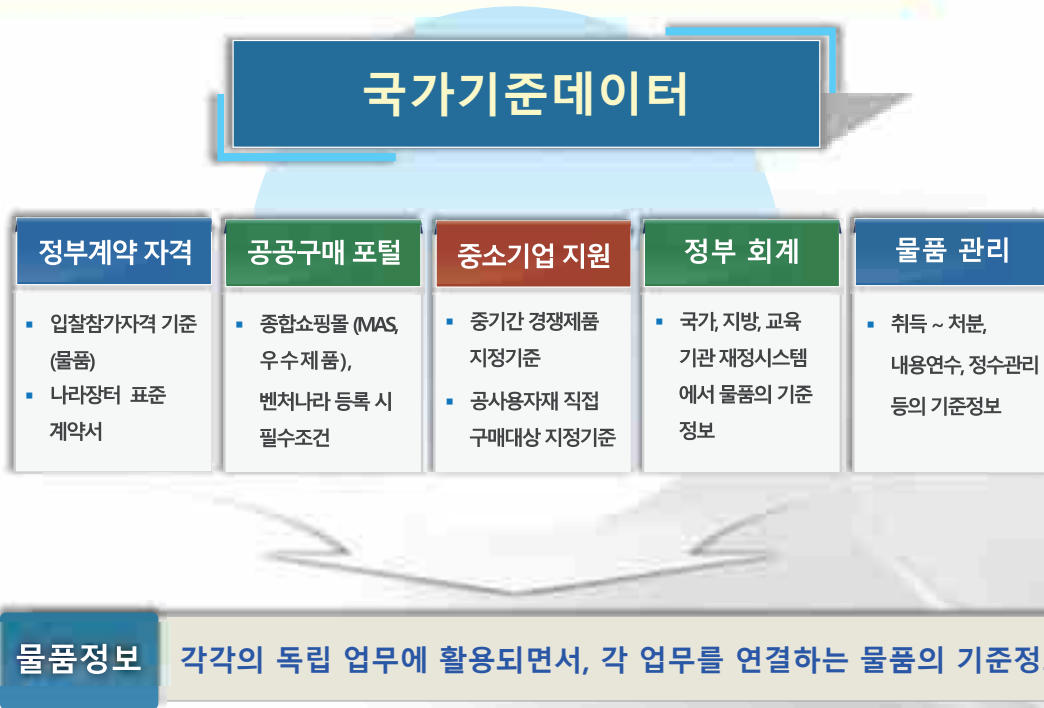 국가기준데이터
정부계약 자격
입찰참가자격 기준
(물품)
나라장터 표준
계약서
공공구매 포털
종합쇼핑몰 (MAS,
우수제품),
벤처나라 등록 시
필수조건
중소기업 지원
중기간 경쟁제품
지정기준
공사용자재 직접
구매대상 지정기준
정부 회계
국가, 지방, 교육
기관 재정시스템
에서 물품의 기준
정보
물품 관리
취득 ~ 처분,
내용연수, 정수관리
등의 기준정보
물품정보
각각의 독립 업무에 활용되면서, 각 업무를 연결하는 물품의 기준정